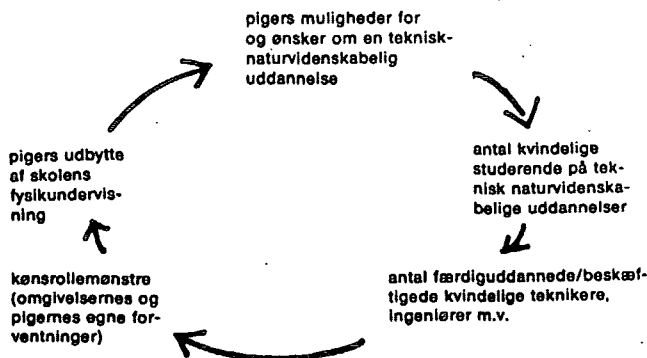 pigers muligheder for
og ønsker om en teknisk-
naturvidenskabelig
uddannelse
antal kvindelige
studerende på tek-
nisk naturvidenska-
belige uddannelser
antal færdiguddannede/beskæf-
tigede kvindelige teknikere,
ingeniører m.v.
kønsrollemønstre
(omgivelsernes og
pigernes egne for-
ventninger)
pigers udbytte
af skolens
fysikundervis-
ning